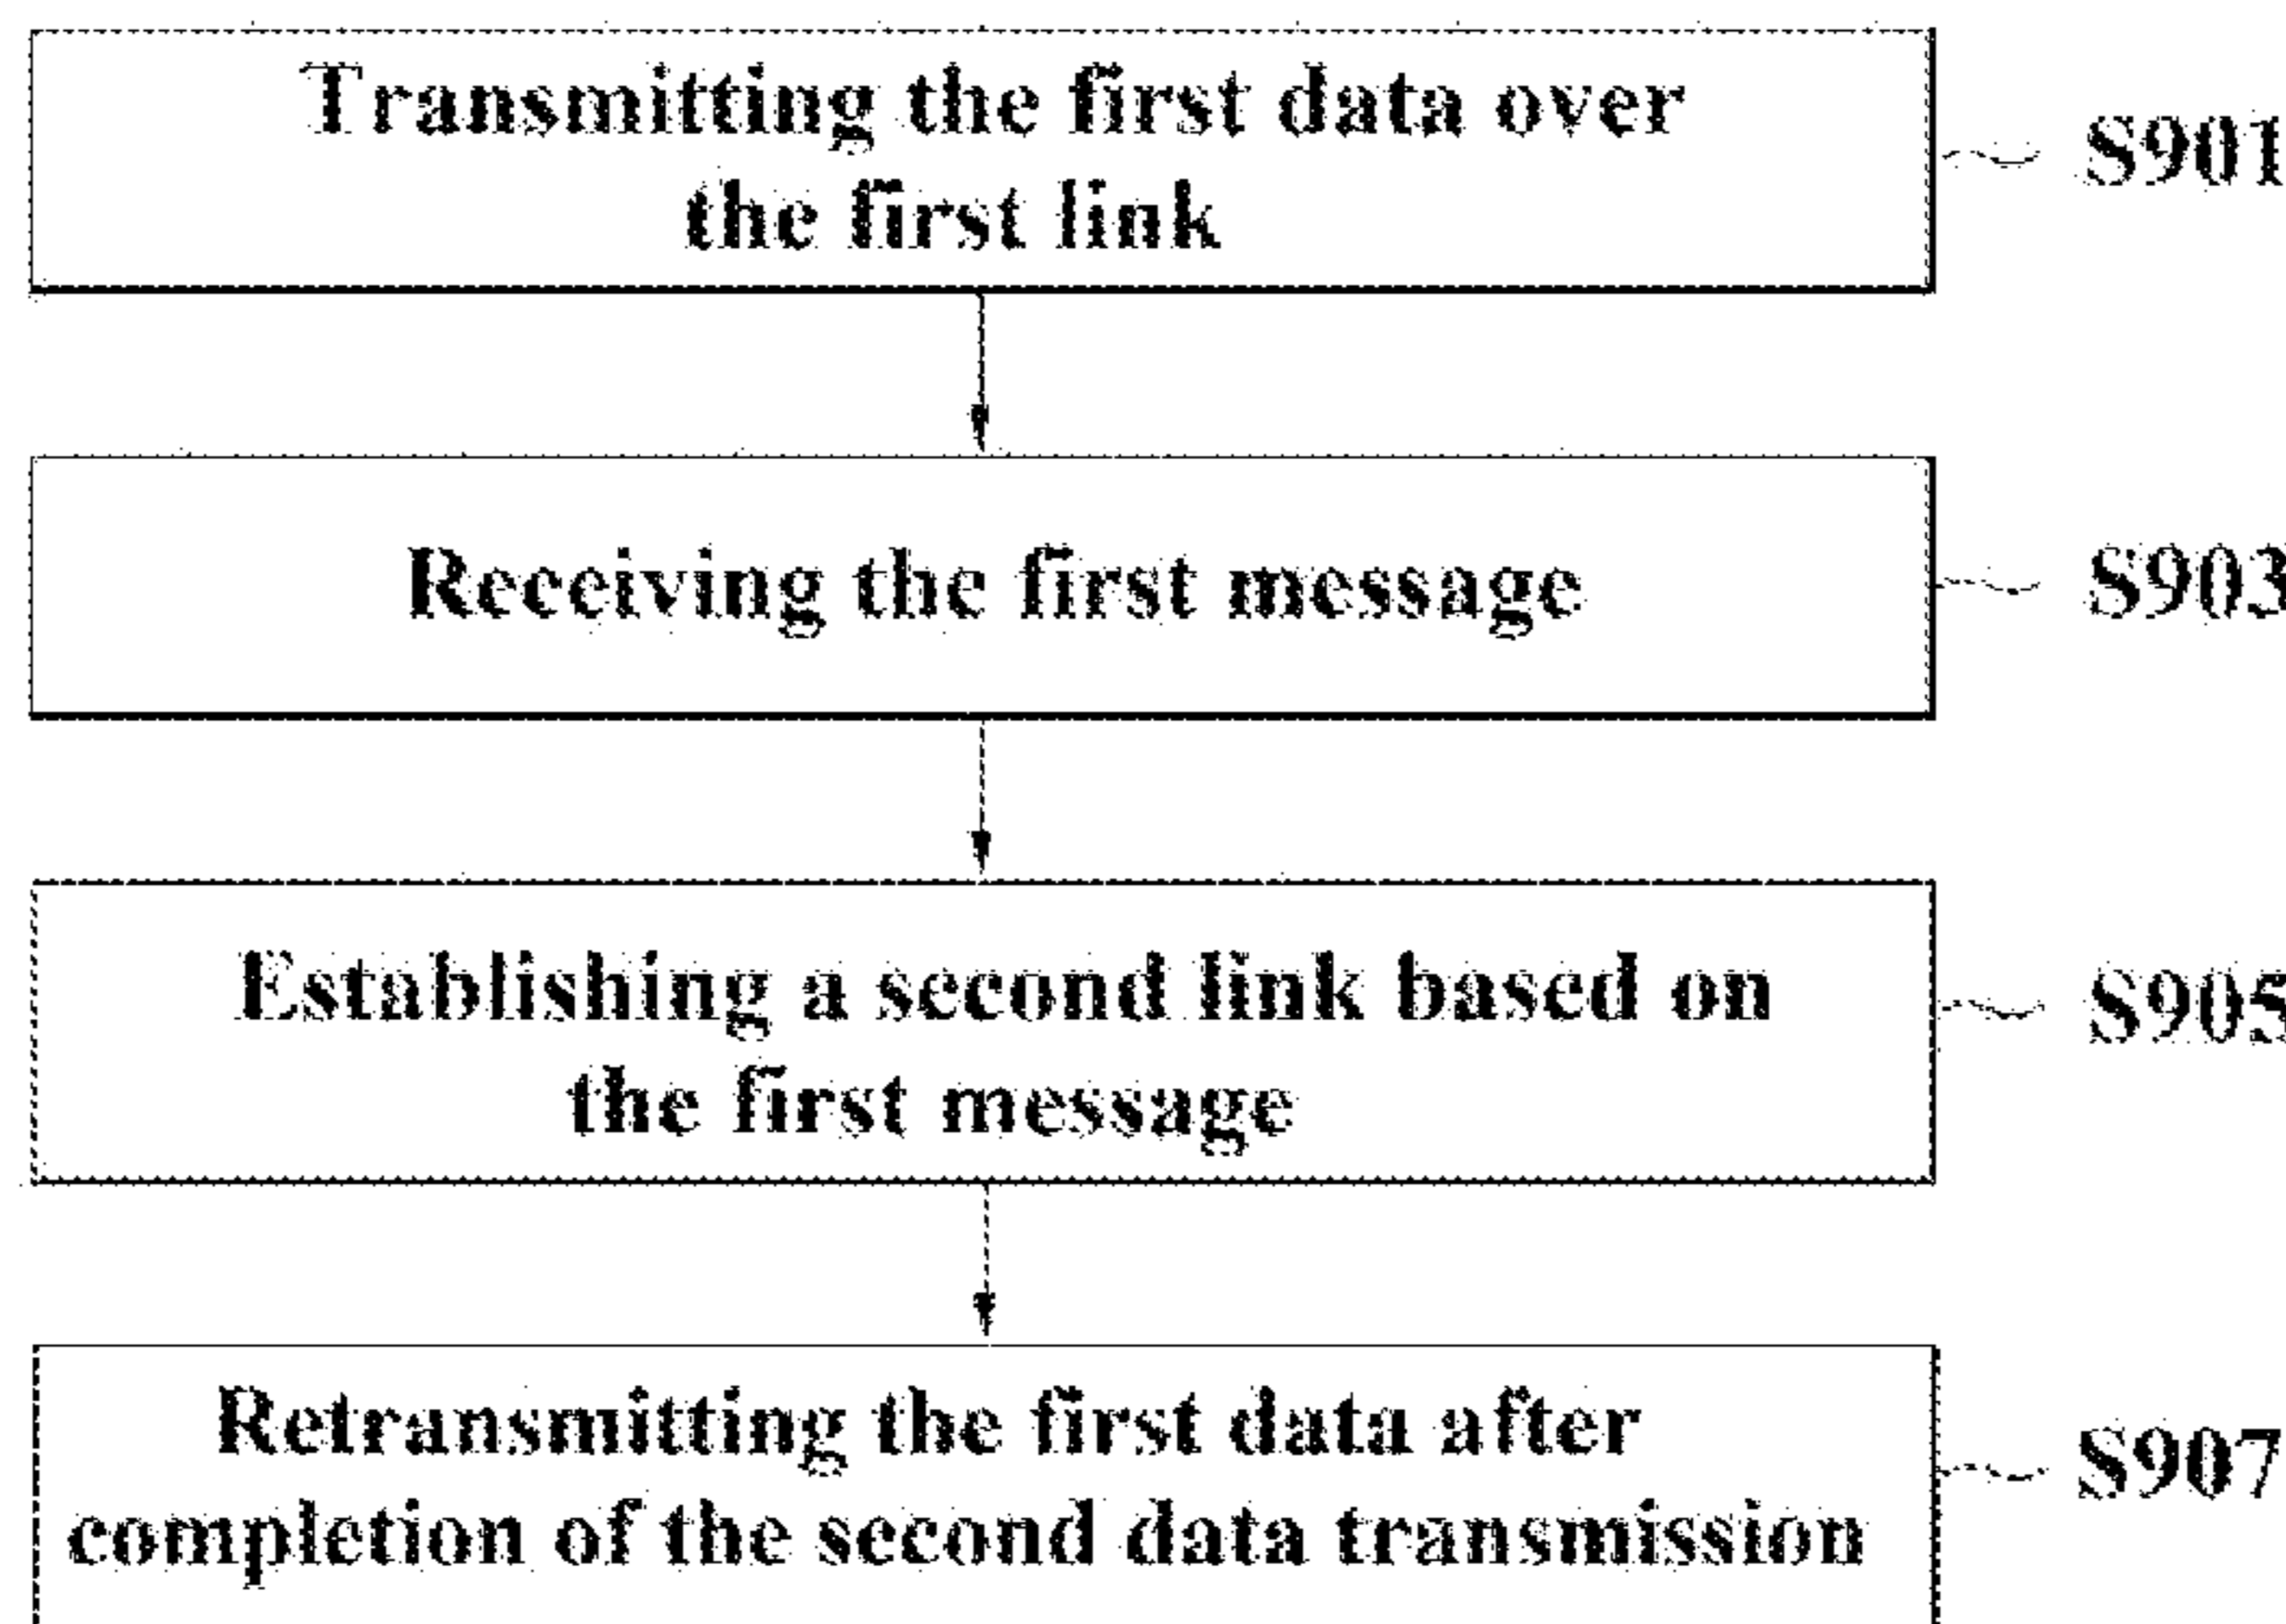 Transmitting the first data over
the first link
S901
Receiving the first message
S903
Establishing a second link based on
the first message
S905
Retransmitting the first data after
completion of the second data transmission
S907